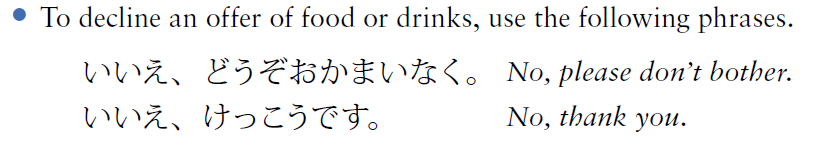 • To decline an offer of food or drinks, use the following phrases.
いいえ、どうぞおかまいなく。 No, please don't bother.
いいえ、けっこうです。 No, thank you.